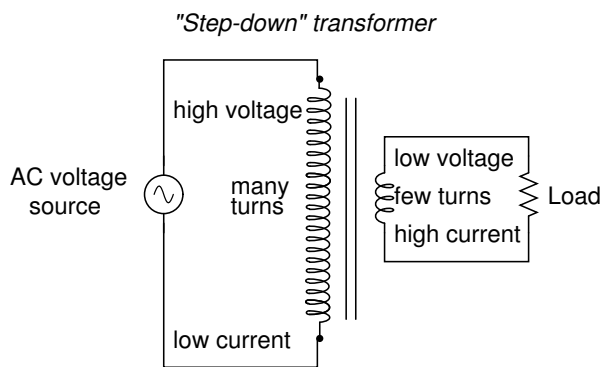 "Step-down" transformer
high voltage
AC voltage
source
many
turns
low current
low voltage
few turns
high current
Load